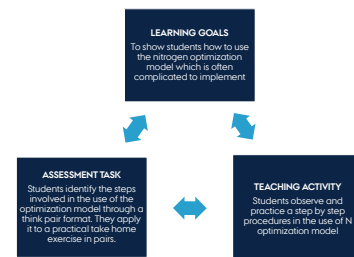 LEARNING GOALS
To show students how to use
the nitrogen optimization
model which is often
complicated to implement
ASSESSMENT TASK
Students identify the steps
involved in the use of the
optimization model through a
think pair format. They apply
it to a practical take home
exercise in pairs.
TEACHING ACTIVITY
Students observe and
practice a step by step
procedures in the use of N
optimization model